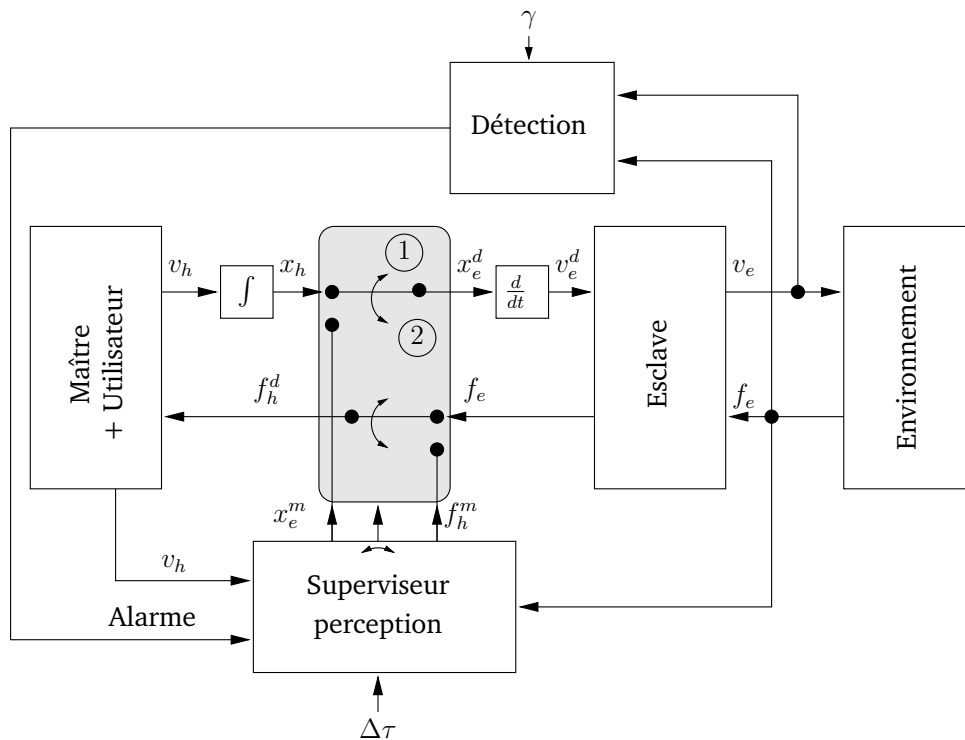 γ
Détection
v_h
∫
x_h
1
x_e^d
d/dt
v_e^d
v_e
2
Maître
+ Utilisateur
Esclave
Environnement
f_h^d
f_e
f_e
x_e^m
f_h^m
v_h
Superviseur
perception
Alarme
Δτ